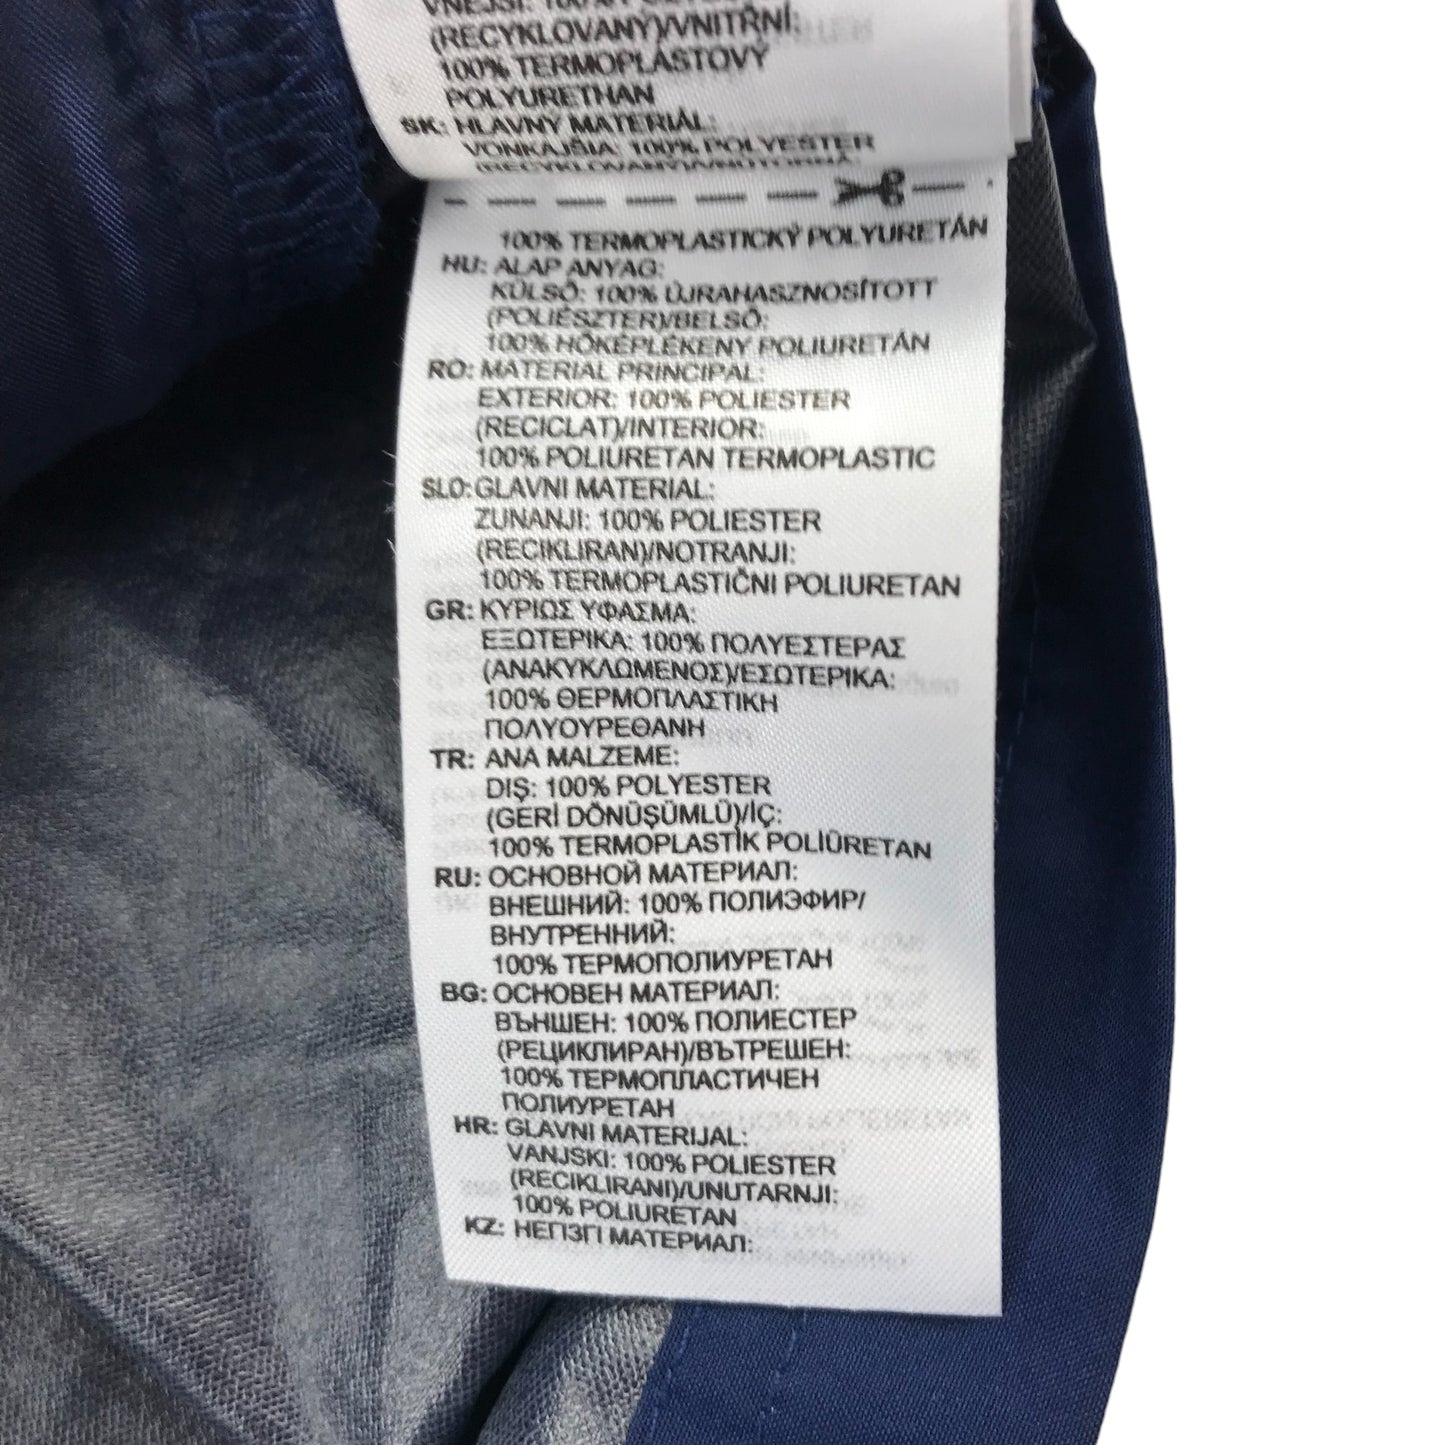 (RECYKLOVANÝ)/VNITŘNÍ:
100% TERMOPLASTOVÝ
POLYURETHAN
SK: HLAVNÝ MATERIÁL:
VONKAJŠIA: 100% POLYESTER
(RECYKLOVANÝ)/VNÚTORNÁ:
100% TERMOPLASTICKÝ POLYURETÁN
HU: ALAP ANYAG:
KÜLSŐ: 100% ÚJRAHASZNOSÍTOTT
(POLIÉSZTER)/BELSŐ:
100% HŐKÉPLÉKENY POLIURETÁN
RO: MATERIAL PRINCIPAL:
EXTERIOR: 100% POLIESTER
(RECICLAT)/INTERIOR:
100% POLIURETAN TERMOPLASTIC
SLO: GLAVNI MATERIAL:
ZUNANJI: 100% POLIESTER
(RECIKLIRAN)/NOTRANJI:
100% TERMOPLASTIČNI POLIURETAN
GR: ΚΥΡΙΩΣ ΥΦΑΣΜΑ:
ΕΞΩΤΕΡΙΚΑ: 100% ΠΟΛΥΕΣΤΕΡΑΣ
(ΑΝΑΚΥΚΛΩΜΕΝΟΣ)/ΕΣΩΤΕΡΙΚΑ:
100% ΘΕΡΜΟΠΛΑΣΤΙΚΗ
ΠΟΛΥΟΥΡΕΘΑΝΗ
TR: ANA MALZEME:
DIŞ: 100% POLYESTER
(GERİ DÖNÜŞÜMLÜ)/İÇ:
100% TERMOPLASTİK POLİÜRETAN
RU: ОСНОВНОЙ МАТЕРИАЛ:
ВНЕШНИЙ: 100% ПОЛИЭФИР/
ВНУТРЕННИЙ:
100% ТЕРМОПОЛИУРЕТАН
BG: ОСНОВЕН МАТЕРИАЛ:
ВЪНШЕН: 100% ПОЛИЕСТЕР
(РЕЦИКЛИРАН)/ВЪТРЕШЕН:
100% ТЕРМОПЛАСТИЧЕН
ПОЛИУРЕТАН
HR: GLAVNI MATERIJAL:
VANJSKI: 100% POLIESTER
(RECIKLIRANI)/UNUTARNJI:
100% POLIURETAN
KZ: НЕГІЗГІ МАТЕРИАЛ: